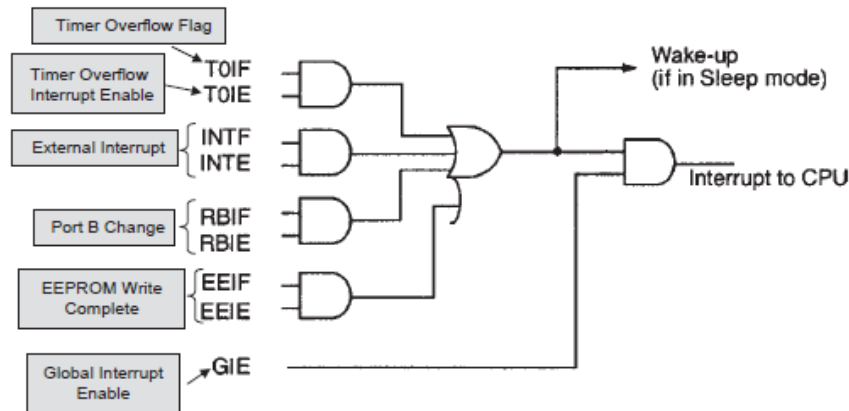 Timer Overflow Flag
Timer Overflow
Interrupt Enable
T0IF
T0IE
External Interrupt
INTF
INTE
Port B Change
RBIF
RBIE
EEPROM Write
Complete
EEIF
EEIE
Global Interrupt
Enable
GIE
Wake-up
(if in Sleep mode)
Interrupt to CPU